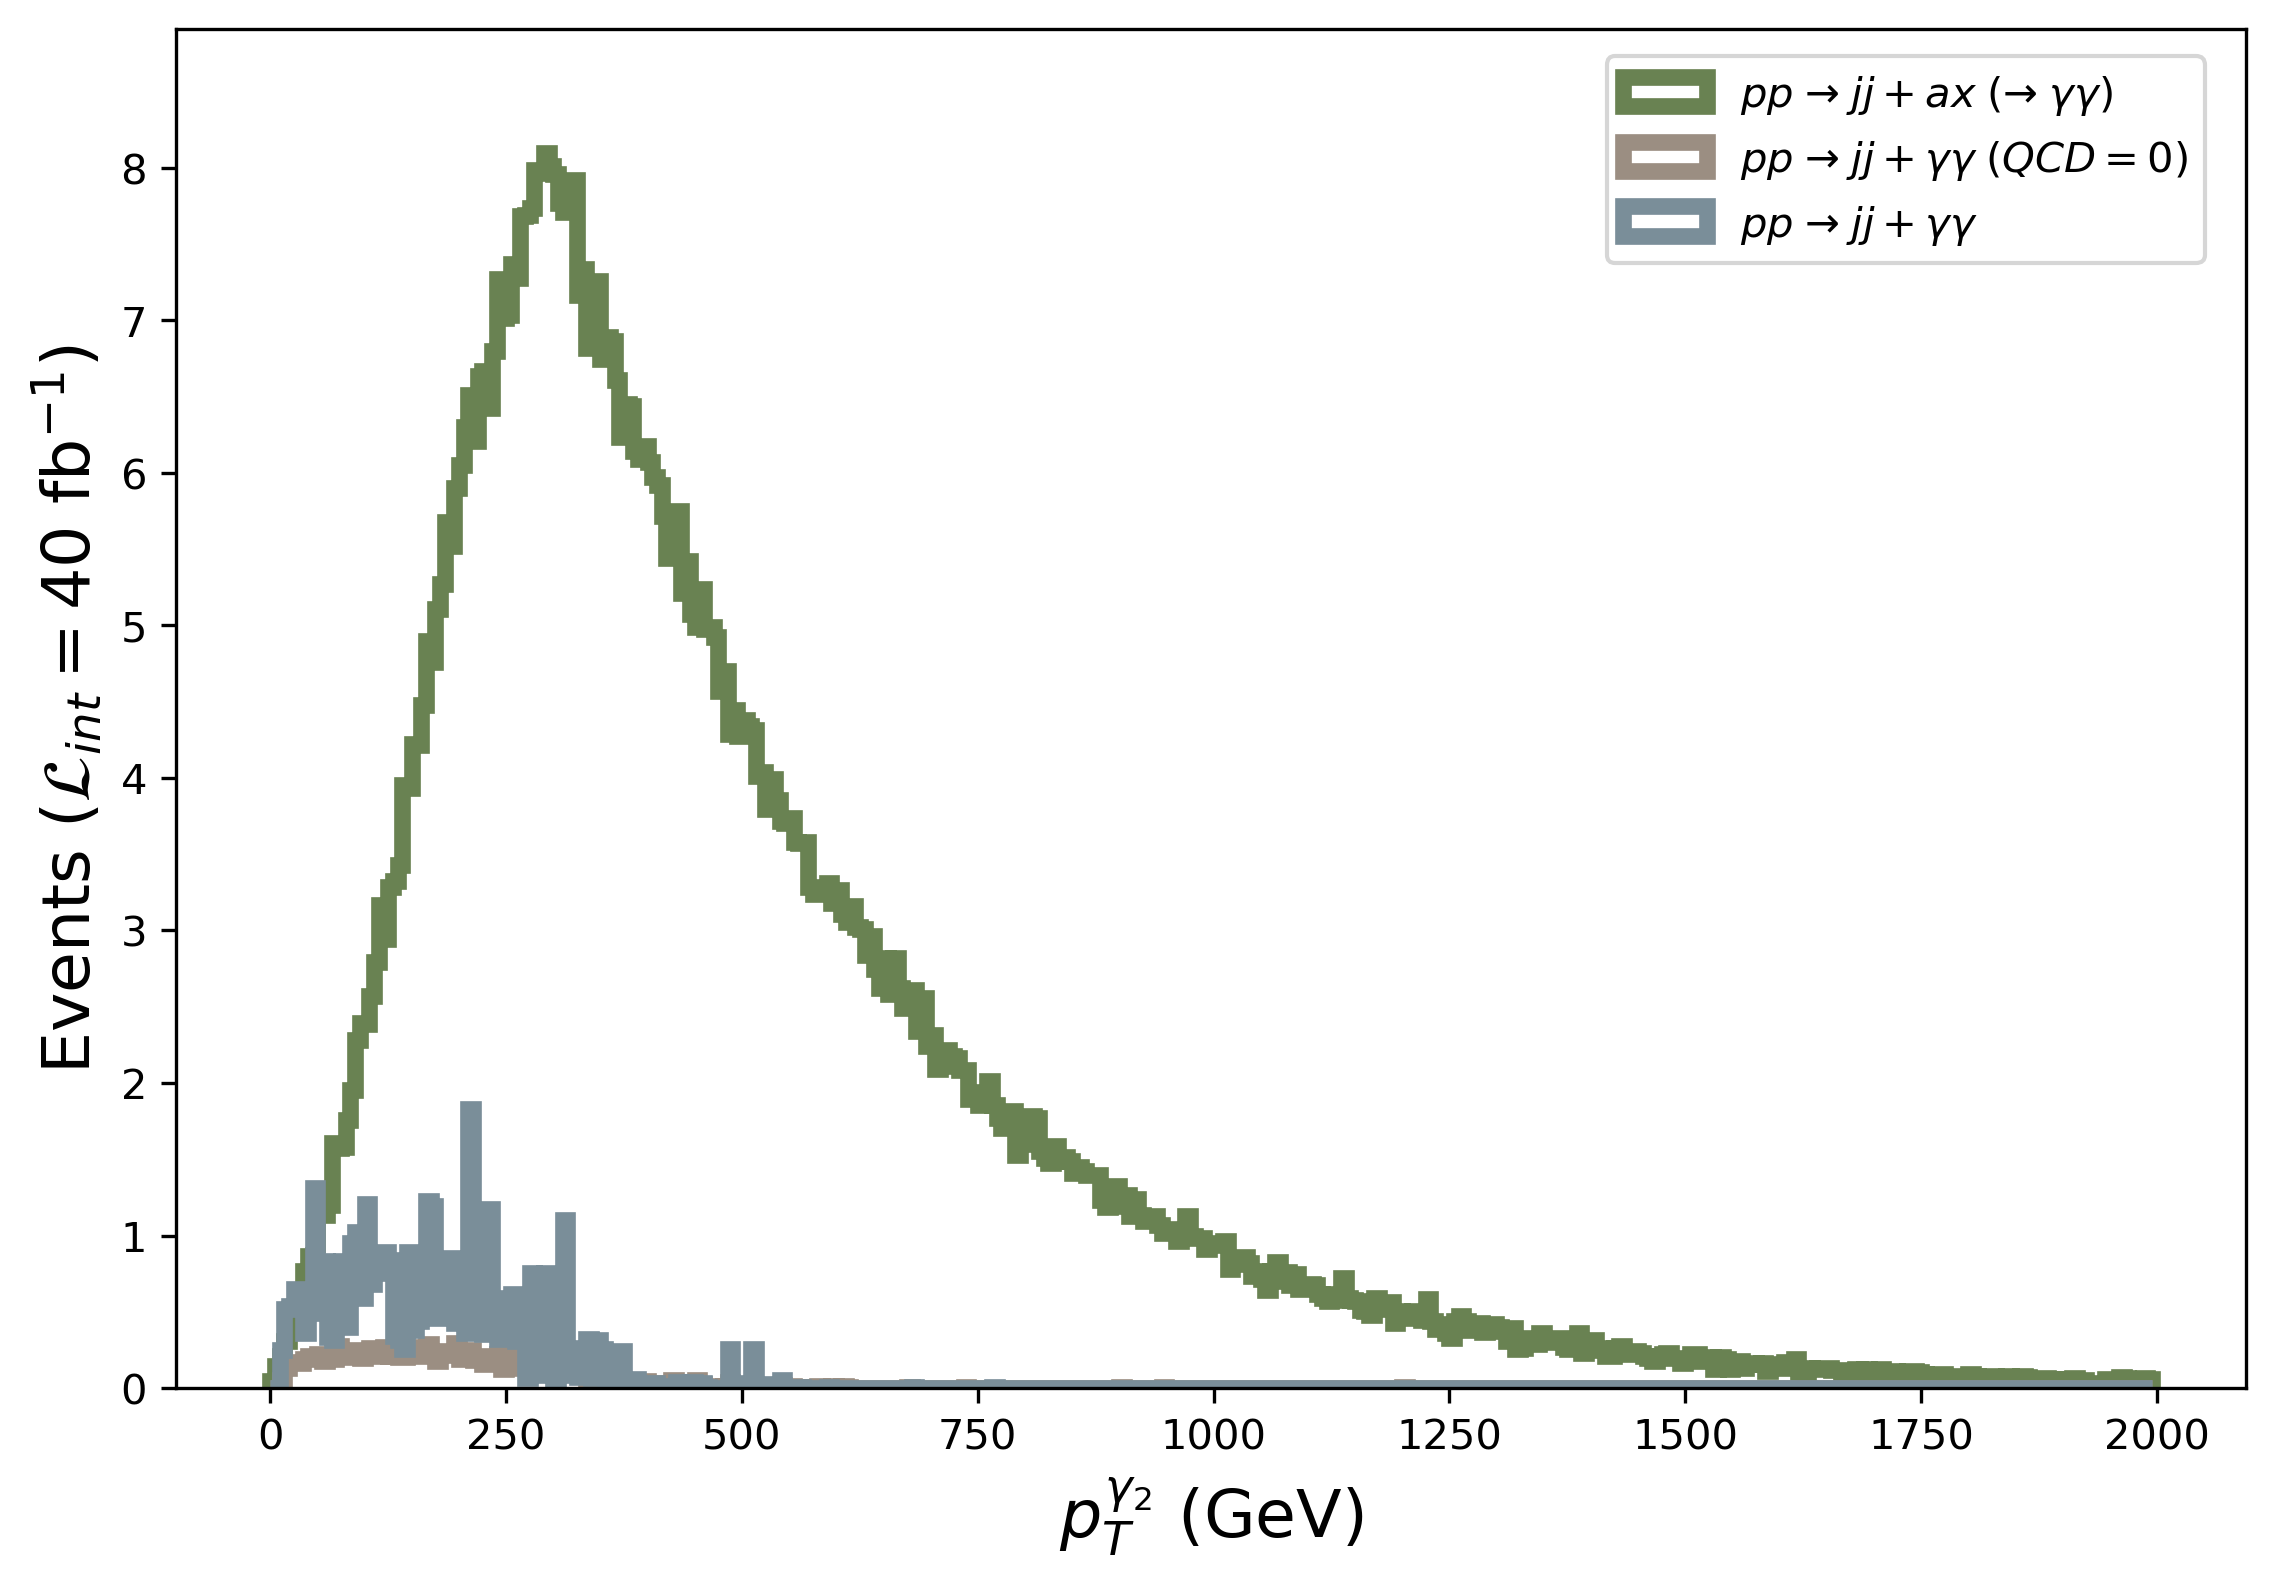 pp → jj + ax (→ γγ)
pp → jj + γγ (QCD = 0)
pp → jj + γγ
Events (ℒ_int = 40 fb⁻¹)
8
7
6
5
4
3
2
1
0
0 250 500 750 1000 1250 1500 1750 2000
p_T^{γ₂} (GeV)